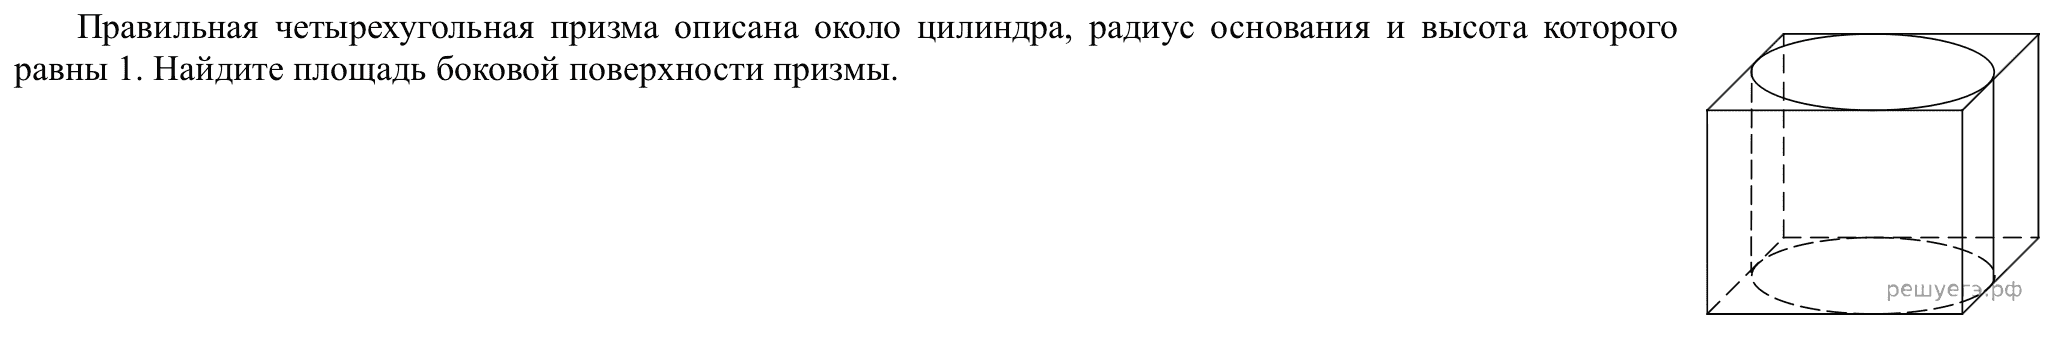 Правильная четырехугольная призма описана около цилиндра, радиус основания и высота которого
равны 1. Найдите площадь боковой поверхности призмы.
решуегэ.рф